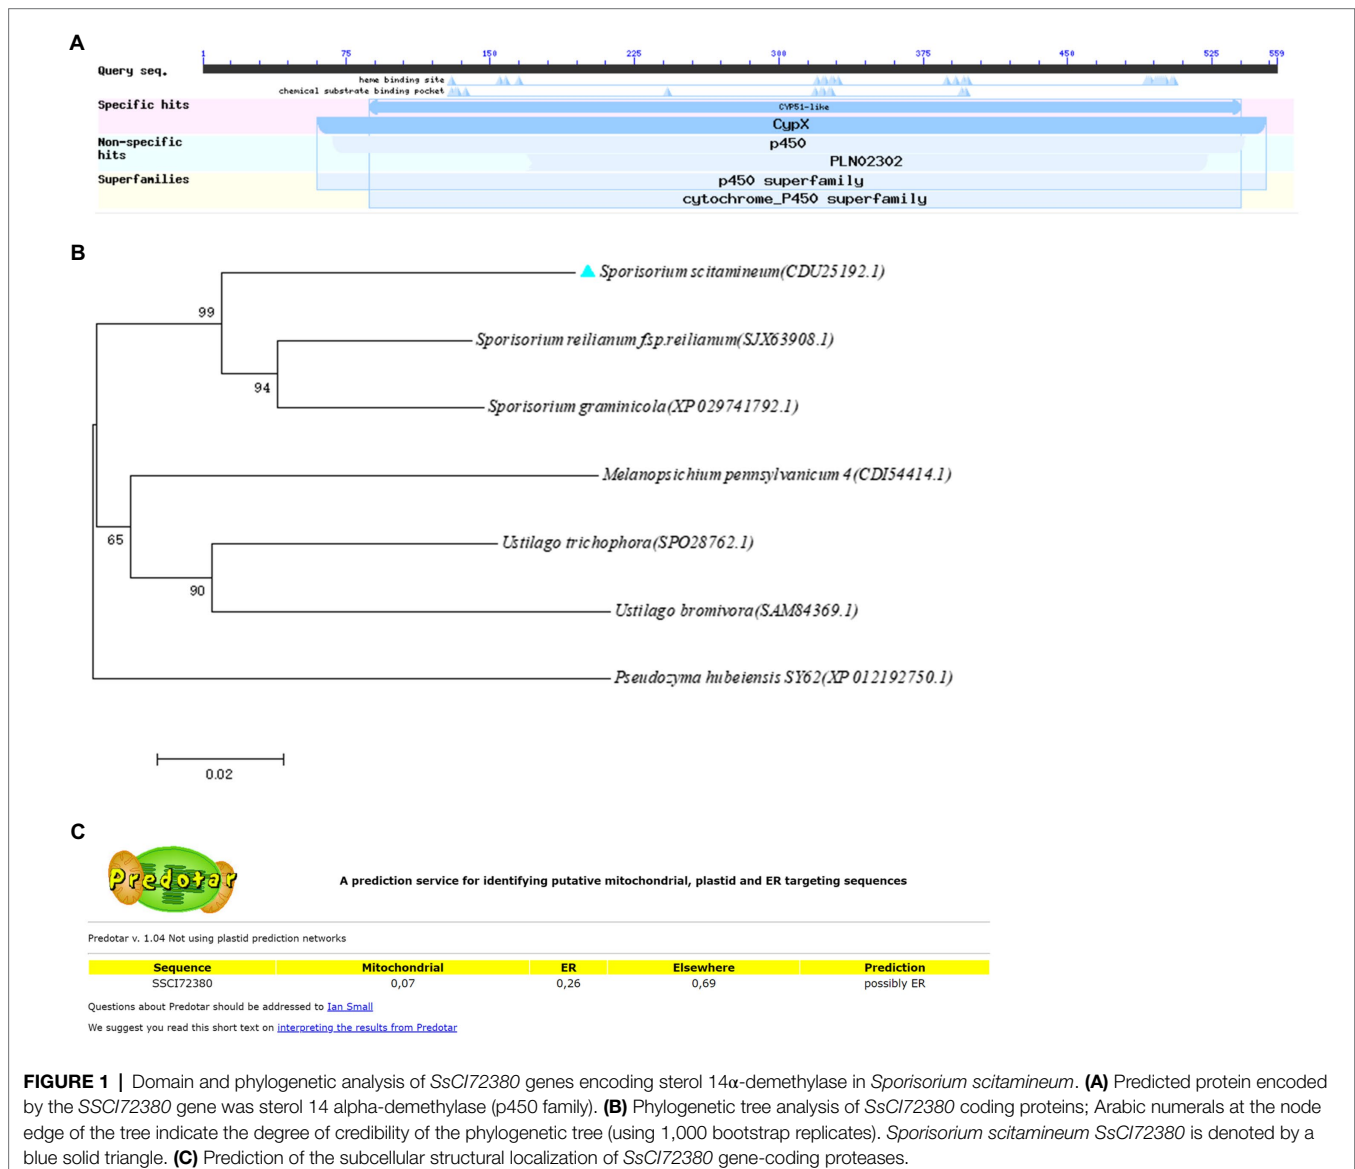 A
1 75 150 225 300 375 450 525 559
Query seq.
heme binding site
chemical substrate binding pocket
Specific hits
CYP51-like
CypX
Non-specific
hits
p450
PLN02302
Superfamilies
p450 superfamily
cytochrome_P450 superfamily
B
Sporisorium scitamineum(CDU25192.1)
99
Sporisorium reilianum f.sp.reilianum(SJX63908.1)
94
Sporisorium graminicola(XP 029741792.1)
Melanopsichium pennsylvanicum 4(CDI54414.1)
65
Ustilago trichophora(SPO28762.1)
90
Ustilago bromivora(SAM84369.1)
Pseudozyma hubeiensis SY62(XP 012192750.1)
0.02
C
Predotar
A prediction service for identifying putative mitochondrial, plastid and ER targeting sequences
Predotar v. 1.04 Not using plastid prediction networks
Sequence Mitochondrial ER Elsewhere Prediction
SSCI72380 0,07 0,26 0,69 possibly ER
Questions about Predotar should be addressed to Ian Small
We suggest you read this short text on interpreting the results from Predotar
FIGURE 1 | Domain and phylogenetic analysis of SsCI72380 genes encoding sterol 14α-demethylase in Sporisorium scitamineum. (A) Predicted protein encoded
by the SSCI72380 gene was sterol 14 alpha-demethylase (p450 family). (B) Phylogenetic tree analysis of SsCI72380 coding proteins; Arabic numerals at the node
edge of the tree indicate the degree of credibility of the phylogenetic tree (using 1,000 bootstrap replicates). Sporisorium scitamineum SsCI72380 is denoted by a
blue solid triangle. (C) Prediction of the subcellular structural localization of SsCI72380 gene-coding proteases.